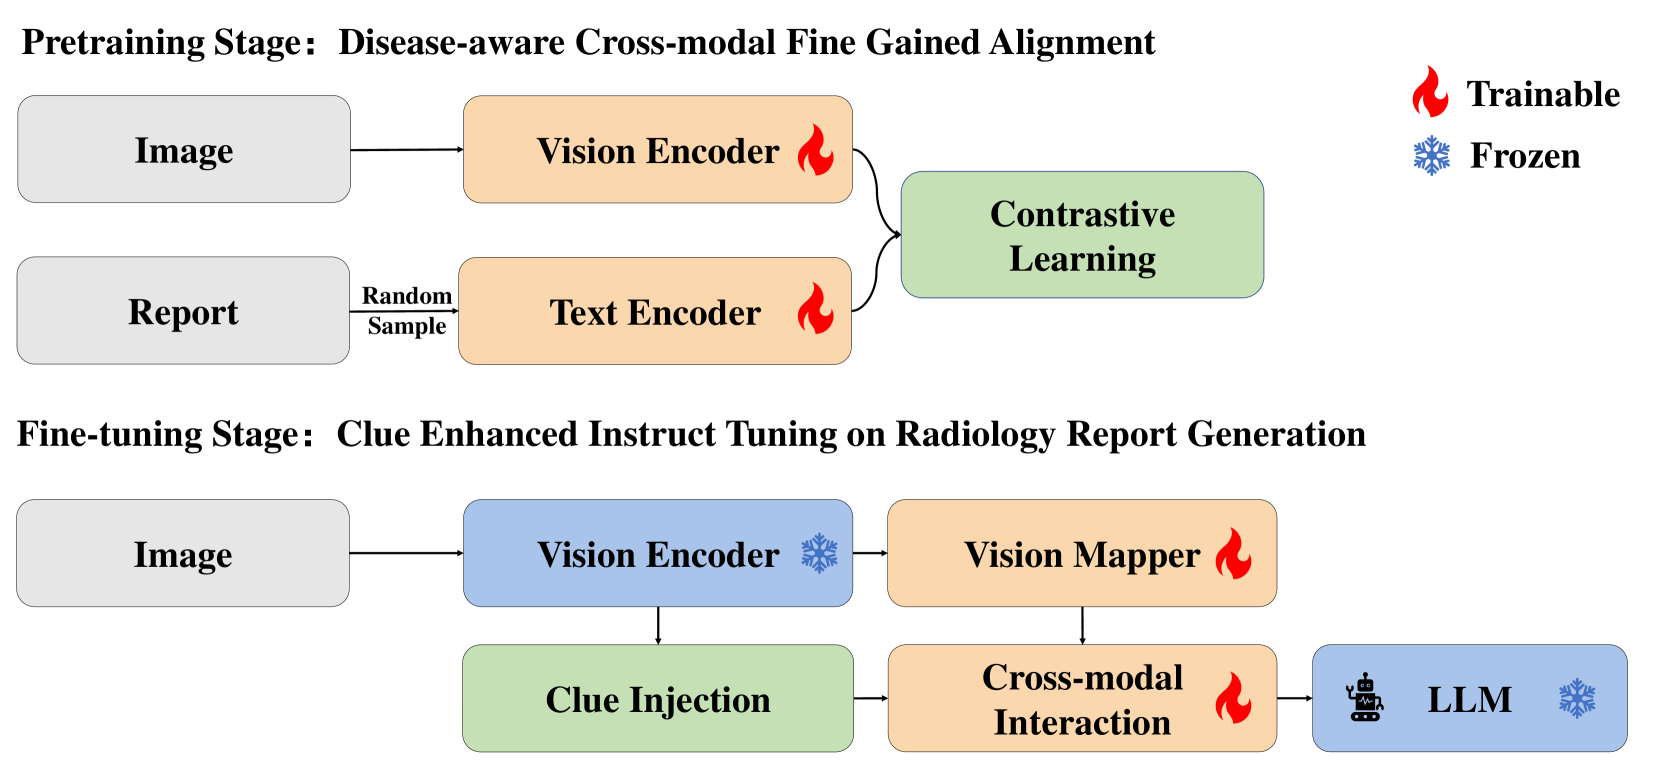 Pretraining Stage：Disease-aware Cross-modal Fine Gained Alignment
Trainable
Frozen
Image
Vision Encoder
Contrastive
Learning
Report
Random
Sample
Text Encoder
Fine-tuning Stage：Clue Enhanced Instruct Tuning on Radiology Report Generation
Image
Vision Encoder
Vision Mapper
Clue Injection
Cross-modal
Interaction
LLM